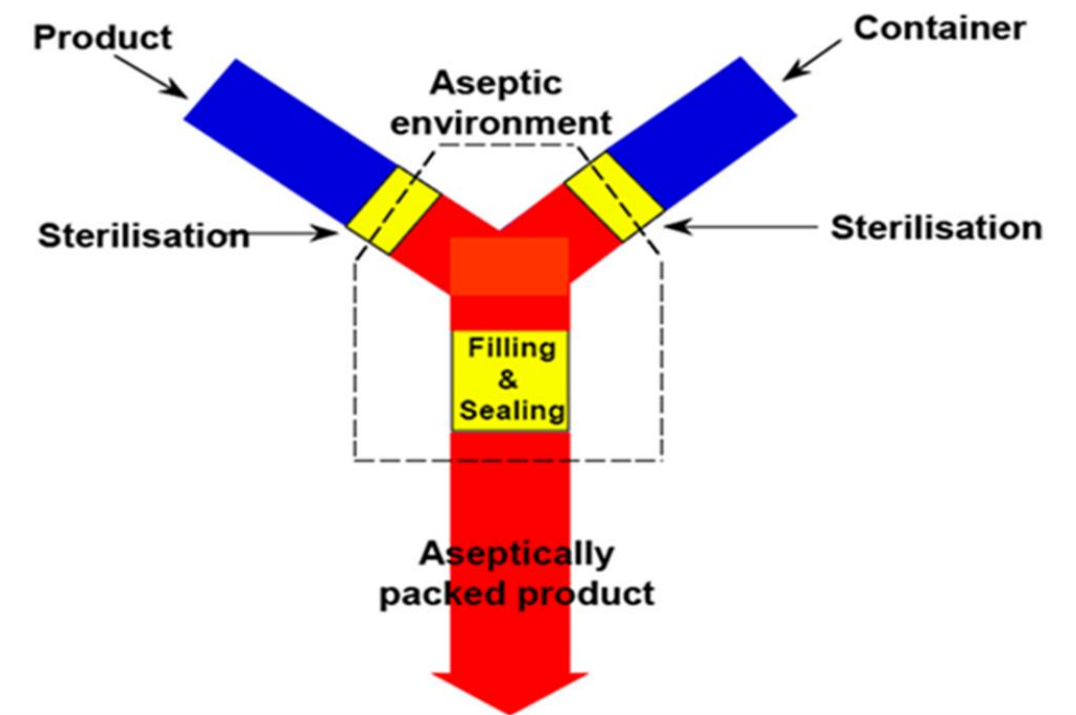 Product
Container
Aseptic
environment
Sterilisation
Sterilisation
Filling
&
Sealing
Aseptically
packed product